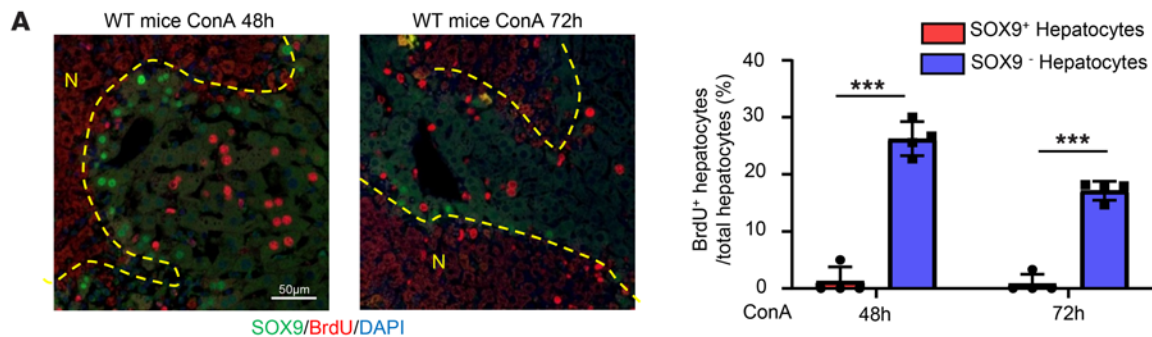 A
WT mice ConA 48h
WT mice ConA 72h
N
N
50µm
SOX9/BrdU/DAPI
SOX9⁺ Hepatocytes
SOX9 ⁻ Hepatocytes
BrdU⁺ hepatocytes
/total hepatocytes (%)
40
30
20
10
0
***
***
ConA
48h
72h